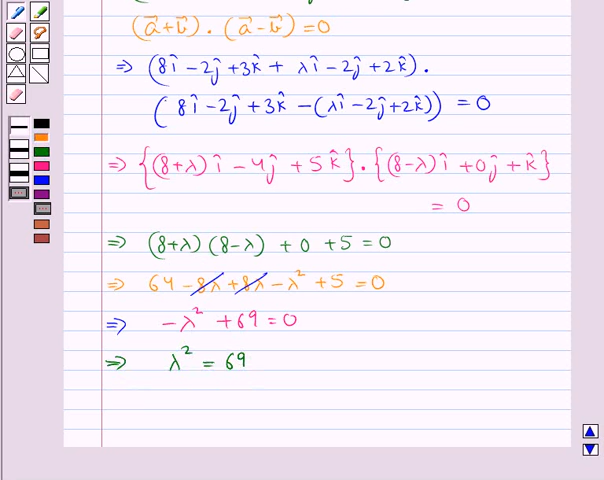 (a⃗+b⃗).(a⃗-b⃗)=0
⇒ (8î-2ĵ+3k̂+λî-2ĵ+2k̂).
(8î-2ĵ+3k̂-(λî-2ĵ+2k̂))=0
⇒ {(8+λ)î-4ĵ+5k̂}.{(8-λ)î+0ĵ+k̂}
=0
⇒ (8+λ)(8-λ)+0+5=0
⇒ 64-8λ+8λ-λ²+5=0
⇒ -λ²+69=0
⇒ λ²=69